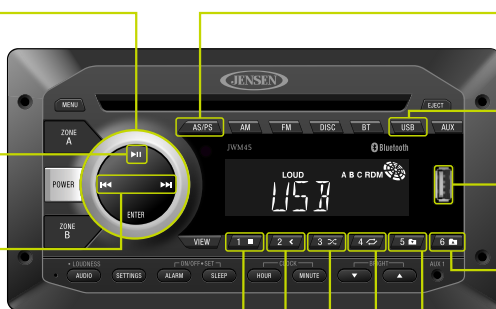 JENSEN
MENU
EJECT
ZONE
A
AS/PS AM FM DISC BT USB AUX
JWM45
Bluetooth
POWER
LOUD
A B C RDM
USB
ENTER
ZONE
B
VIEW 1 2 3 4 5 6
LOUDNESS
ON/OFF•SET
CLOCK
BRIGHT
AUX 1
AUDIO SETTINGS ALARM SLEEP HOUR MINUTE